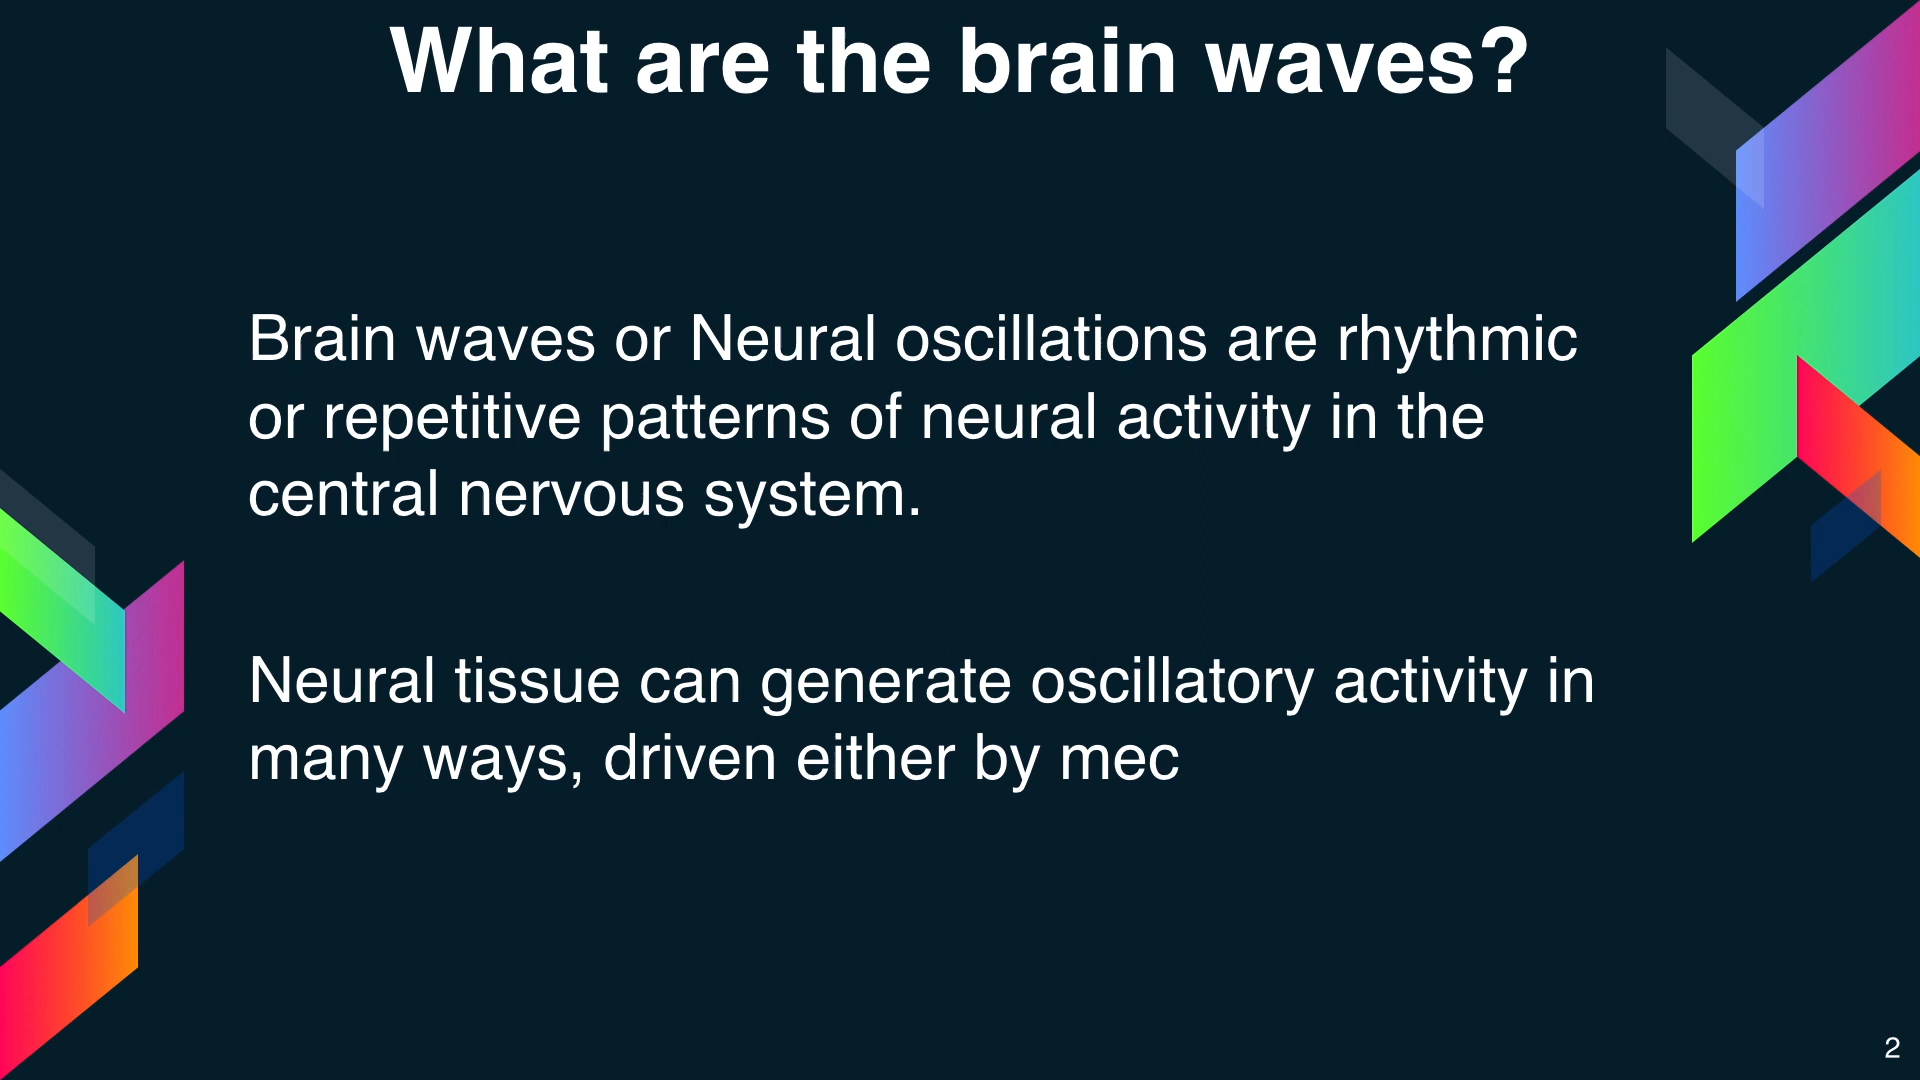 What are the brain waves?
Brain waves or Neural oscillations are rhythmic
or repetitive patterns of neural activity in the
central nervous system.
Neural tissue can generate oscillatory activity in
many ways, driven either by mec
2